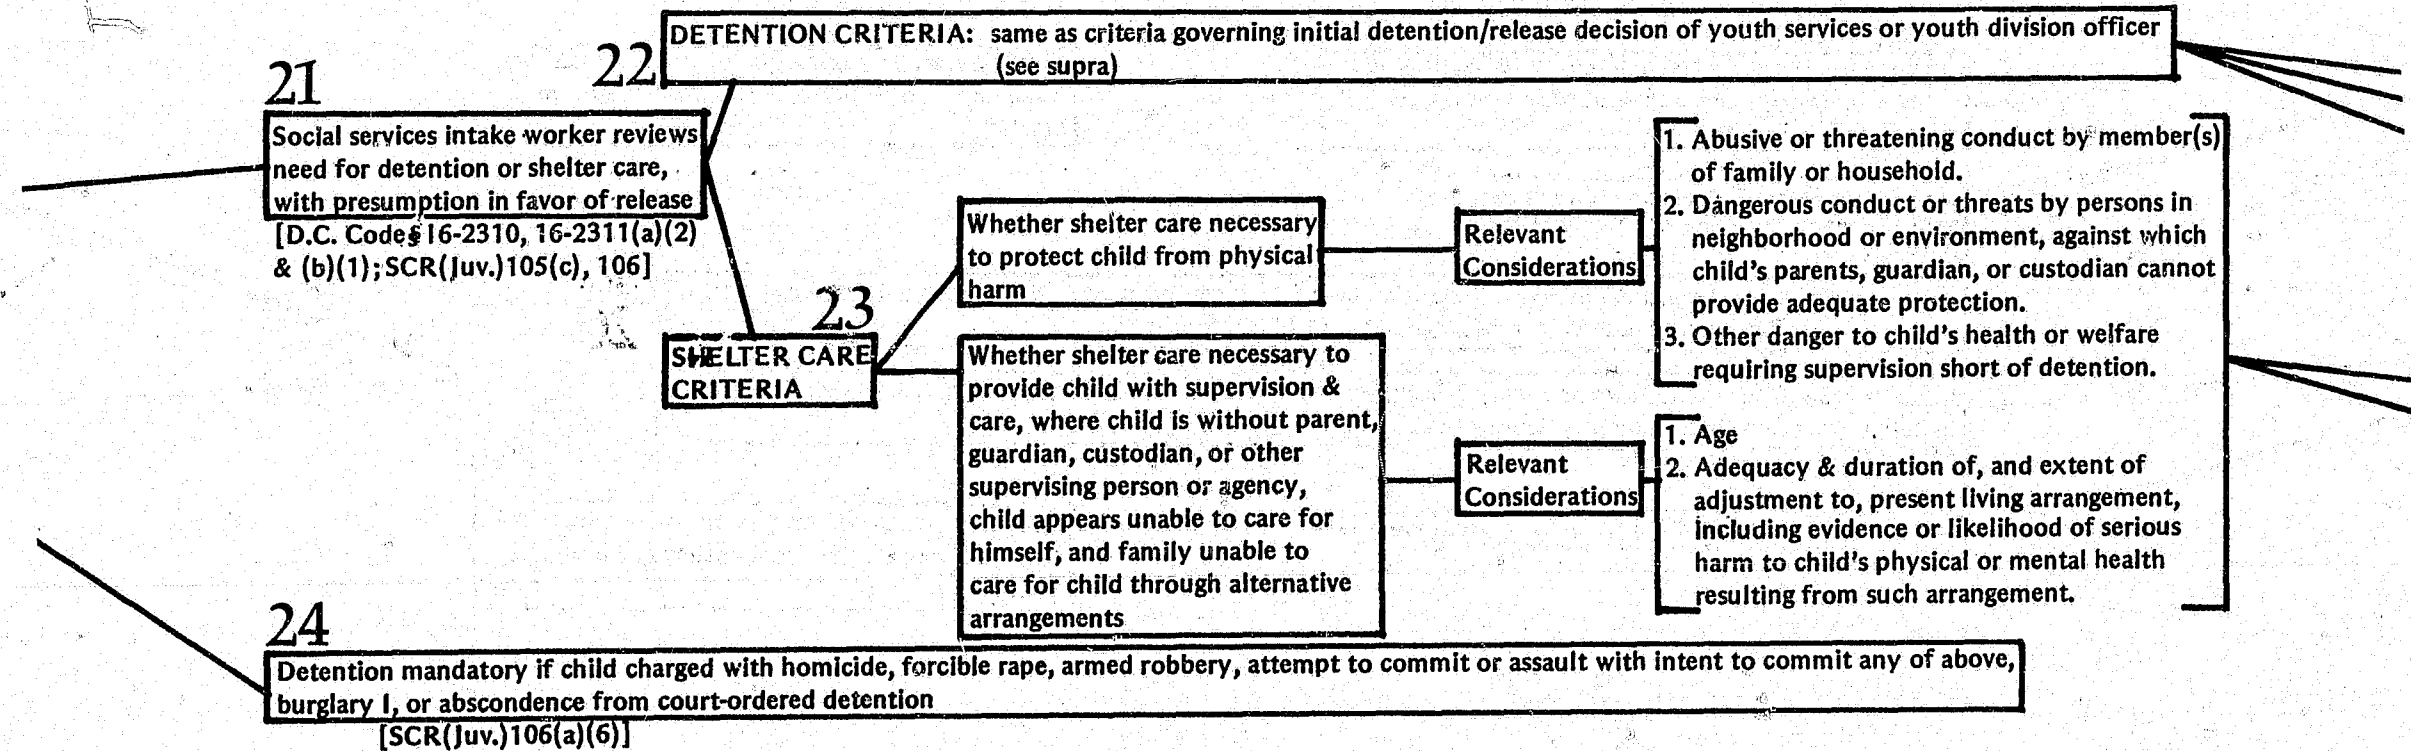 22
DETENTION CRITERIA: same as criteria governing initial detention/release decision of youth services or youth division officer
(see supra)
21
Social services intake worker reviews
need for detention or shelter care,
with presumption in favor of release
[D.C. Code§ 16-2310, 16-2311(a)(2)
& (b)(1); SCR(Juv.)105(c), 106]
23
SHELTER CARE
CRITERIA
Whether shelter care necessary
to protect child from physical
harm
Relevant
Considerations
1. Abusive or threatening conduct by member(s)
of family or household.
2. Dangerous conduct or threats by persons in
neighborhood or environment, against which
child's parents, guardian, or custodian cannot
provide adequate protection.
3. Other danger to child's health or welfare
requiring supervision short of detention.
Whether shelter care necessary to
provide child with supervision &
care, where child is without parent,
guardian, custodian, or other
supervising person or agency,
child appears unable to care for
himself, and family unable to
care for child through alternative
arrangements
Relevant
Considerations
1. Age
2. Adequacy & duration of, and extent of
adjustment to, present living arrangement,
including evidence or likelihood of serious
harm to child's physical or mental health
resulting from such arrangement.
24
Detention mandatory if child charged with homicide, forcible rape, armed robbery, attempt to commit or assault with intent to commit any of above,
burglary I, or abscondence from court-ordered detention
[SCR(Juv.)106(a)(6)]